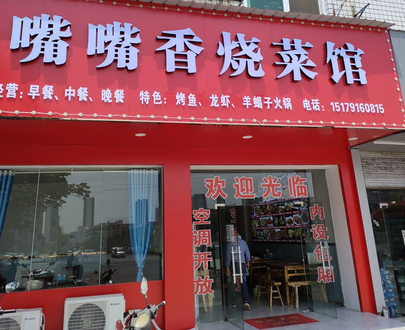 嘴嘴香烧菜馆
经营：早餐、中餐、晚餐 特色：烤鱼、龙虾、羊蝎子火锅 电话：15179160815
欢迎光临
空调开放
内设包厢